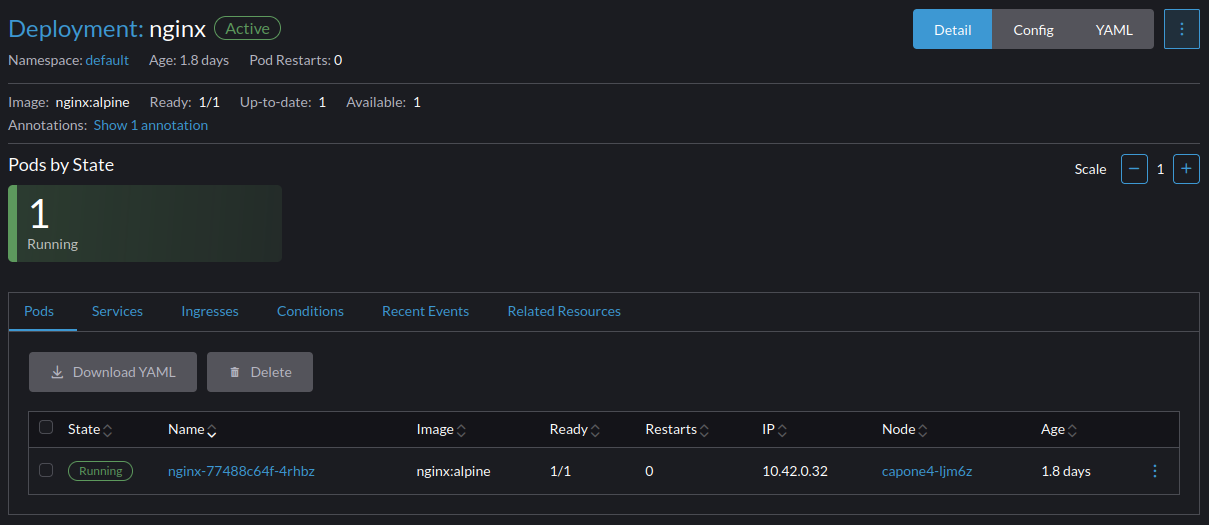 Deployment: nginx Active Detail Config YAML
Namespace: default Age: 1.8 days Pod Restarts: 0
Image: nginx:alpine Ready: 1/1 Up-to-date: 1 Available: 1
Annotations: Show 1 annotation
Pods by State Scale 1
1
Running
Pods Services Ingresses Conditions Recent Events Related Resources
Download YAML Delete
State Name Image Ready Restarts IP Node Age
Running nginx-77488c64f-4rhbz nginx:alpine 1/1 0 10.42.0.32 capone4-ljm6z 1.8 days